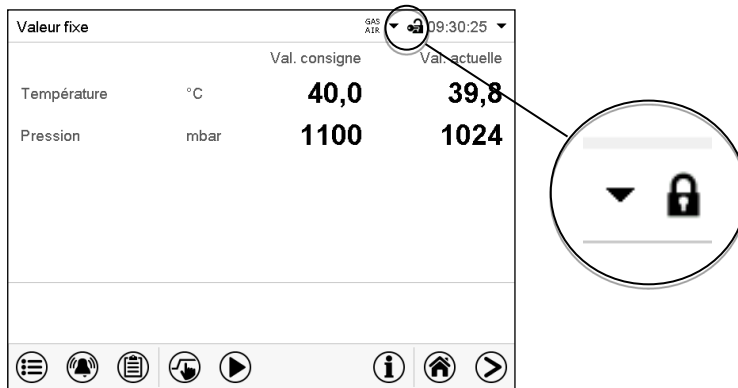 Valeur fixe GAS AIR 09:30:25
Val. consigne Val. actuelle
Température °C 40,0 39,8
Pression mbar 1100 1024